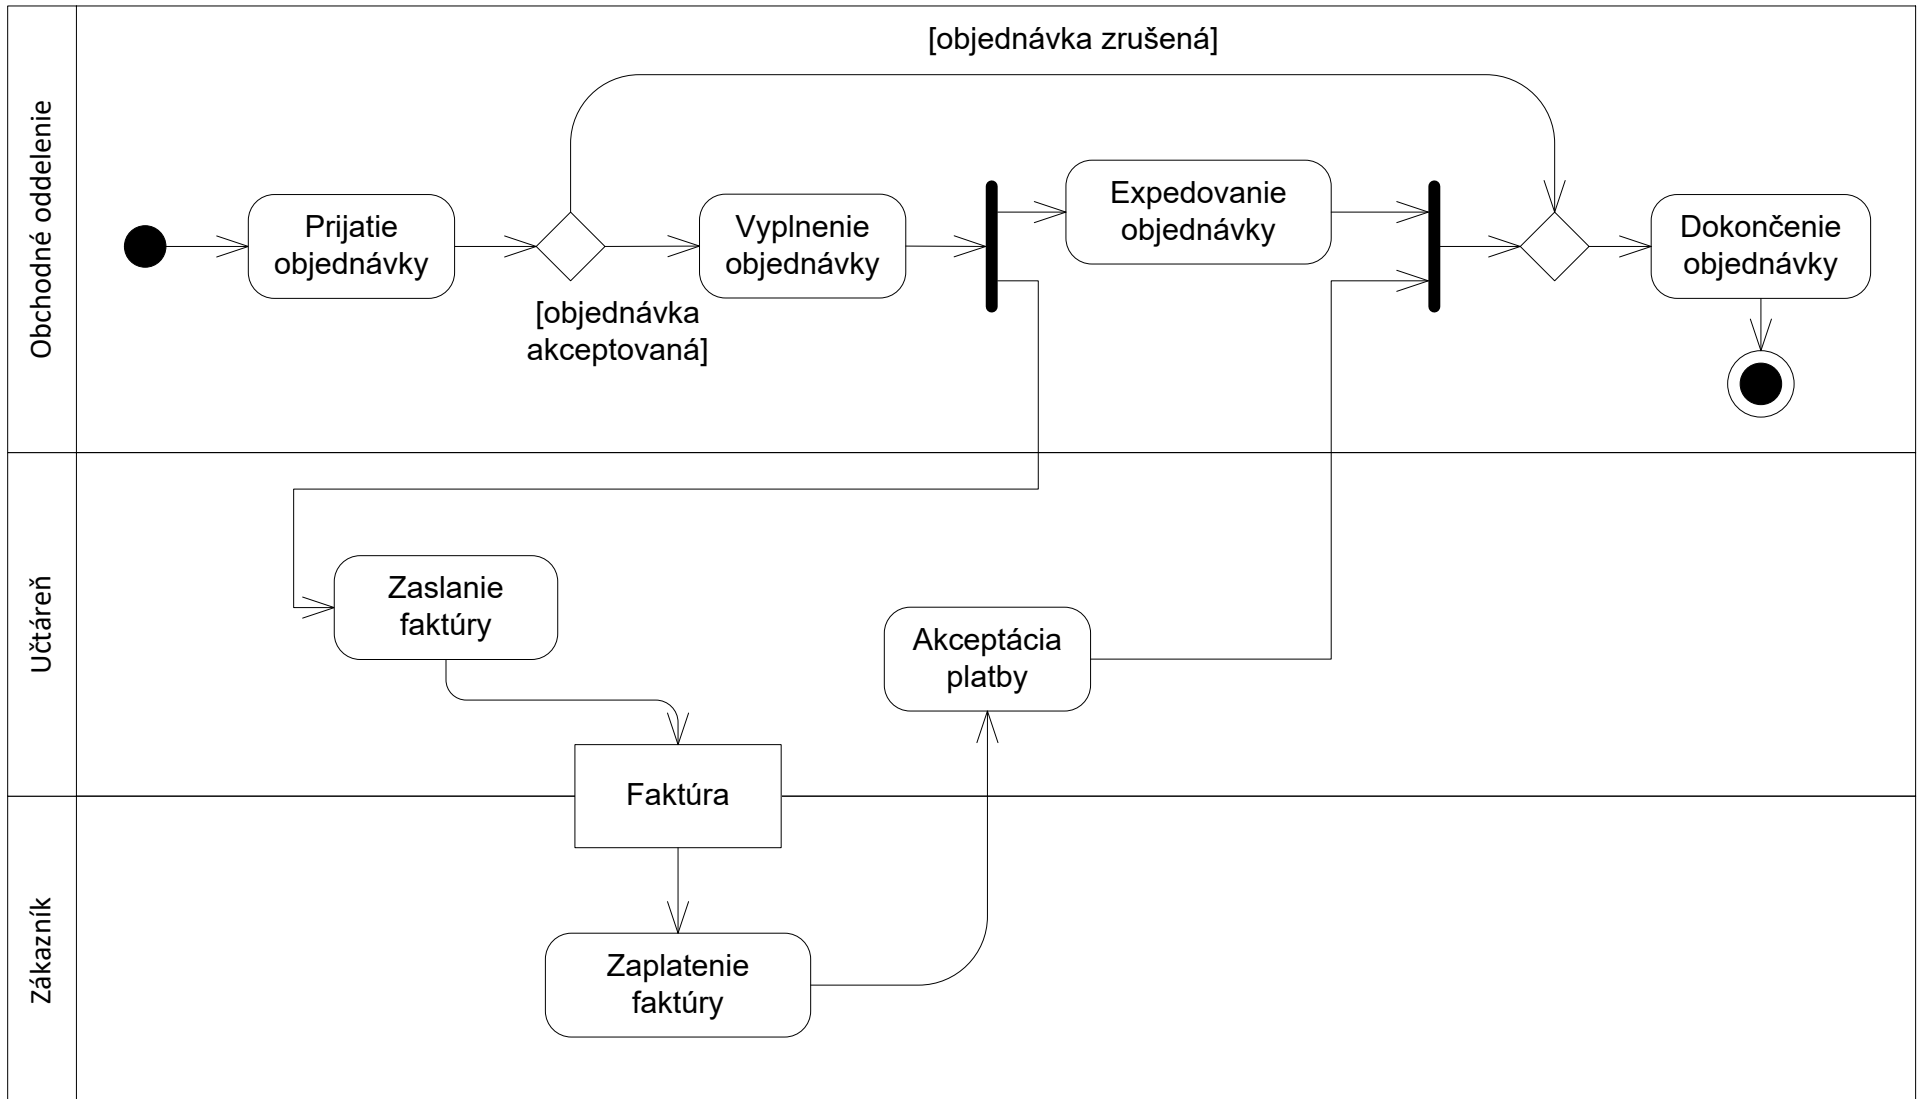 [objednávka zrušená]
Obchodné oddelenie
Prijatie
objednávky
[objednávka
akceptovaná]
Vyplnenie
objednávky
Expedovanie
objednávky
Dokončenie
objednávky
Učtáreň
Zaslanie
faktúry
Akceptácia
platby
Faktúra
Zákazník
Zaplatenie
faktúry